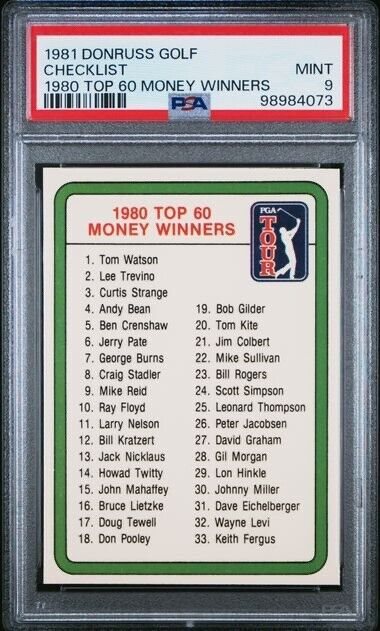 1981 DONRUSS GOLF
CHECKLIST MINT
1980 TOP 60 MONEY WINNERS 9
PSA 98984073
1980 TOP 60
MONEY WINNERS
PGA
TOUR
1. Tom Watson
2. Lee Trevino
3. Curtis Strange
4. Andy Bean
5. Ben Crenshaw
6. Jerry Pate
7. George Burns
8. Craig Stadler
9. Mike Reid
10. Ray Floyd
11. Larry Nelson
12. Bill Kratzert
13. Jack Nicklaus
14. Howad Twitty
15. John Mahaffey
16. Bruce Lietzke
17. Doug Tewell
18. Don Pooley
19. Bob Gilder
20. Tom Kite
21. Jim Colbert
22. Mike Sullivan
23. Bill Rogers
24. Scott Simpson
25. Leonard Thompson
26. Peter Jacobsen
27. David Graham
28. Gil Morgan
29. Lon Hinkle
30. Johnny Miller
31. Dave Eichelberger
32. Wayne Levi
33. Keith Fergus